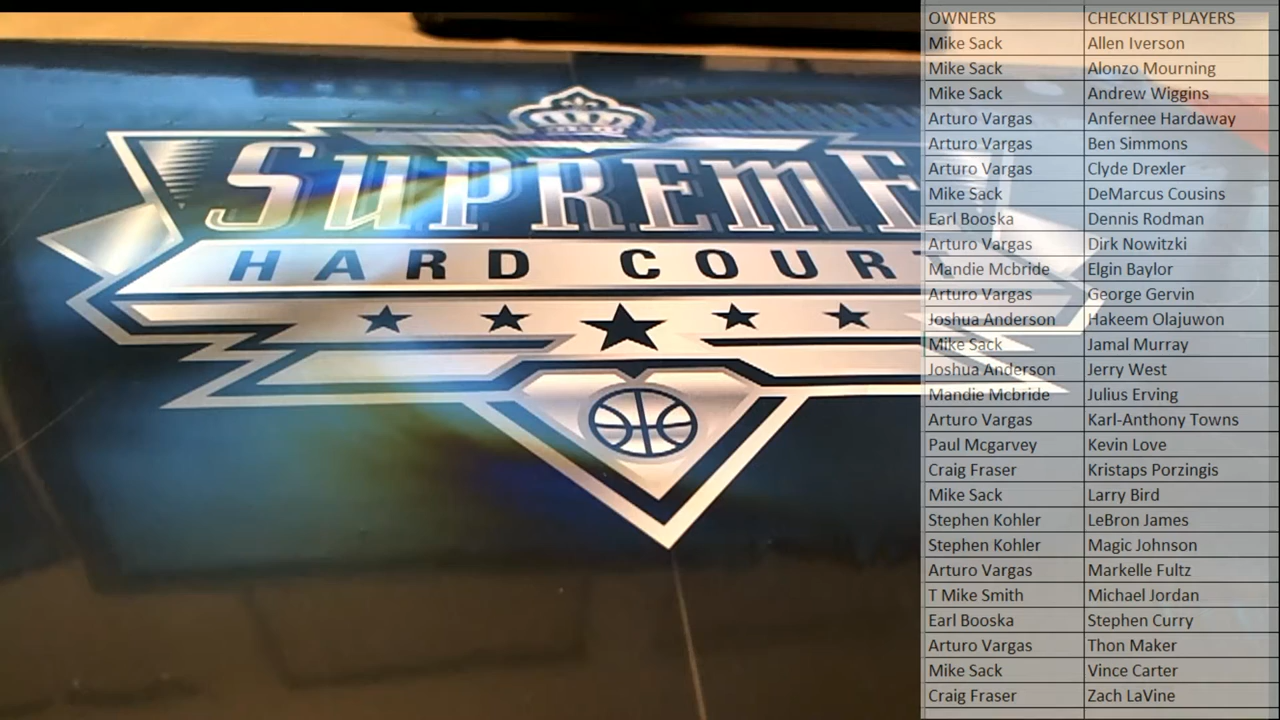 SUPREME
HARD COURT
OWNERS CHECKLIST PLAYERS
Mike Sack Allen Iverson
Mike Sack Alonzo Mourning
Mike Sack Andrew Wiggins
Arturo Vargas Anfernee Hardaway
Arturo Vargas Ben Simmons
Arturo Vargas Clyde Drexler
Mike Sack DeMarcus Cousins
Earl Booska Dennis Rodman
Arturo Vargas Dirk Nowitzki
Mandie Mcbride Elgin Baylor
Arturo Vargas George Gervin
Joshua Anderson Hakeem Olajuwon
Mike Sack Jamal Murray
Joshua Anderson Jerry West
Mandie Mcbride Julius Erving
Arturo Vargas Karl-Anthony Towns
Paul Mcgarvey Kevin Love
Craig Fraser Kristaps Porzingis
Mike Sack Larry Bird
Stephen Kohler LeBron James
Stephen Kohler Magic Johnson
Arturo Vargas Markelle Fultz
T Mike Smith Michael Jordan
Earl Booska Stephen Curry
Arturo Vargas Thon Maker
Mike Sack Vince Carter
Craig Fraser Zach LaVine